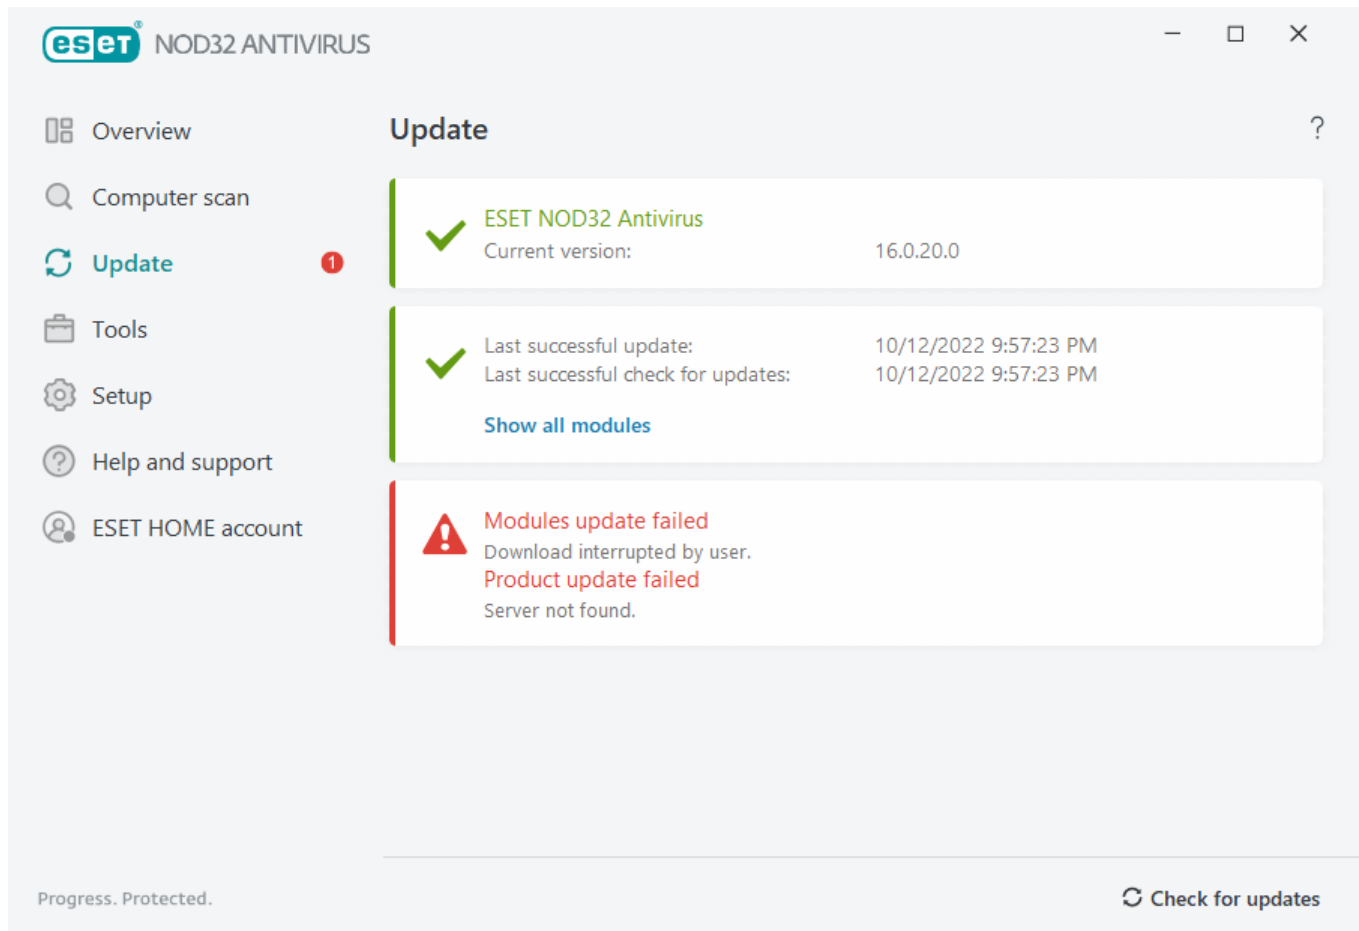 eset® NOD32 ANTIVIRUS
Overview
Computer scan
Update 1
Tools
Setup
Help and support
ESET HOME account
Update ?
ESET NOD32 Antivirus
Current version: 16.0.20.0
Last successful update: 10/12/2022 9:57:23 PM
Last successful check for updates: 10/12/2022 9:57:23 PM
Show all modules
Modules update failed
Download interrupted by user.
Product update failed
Server not found.
Progress. Protected.
Check for updates